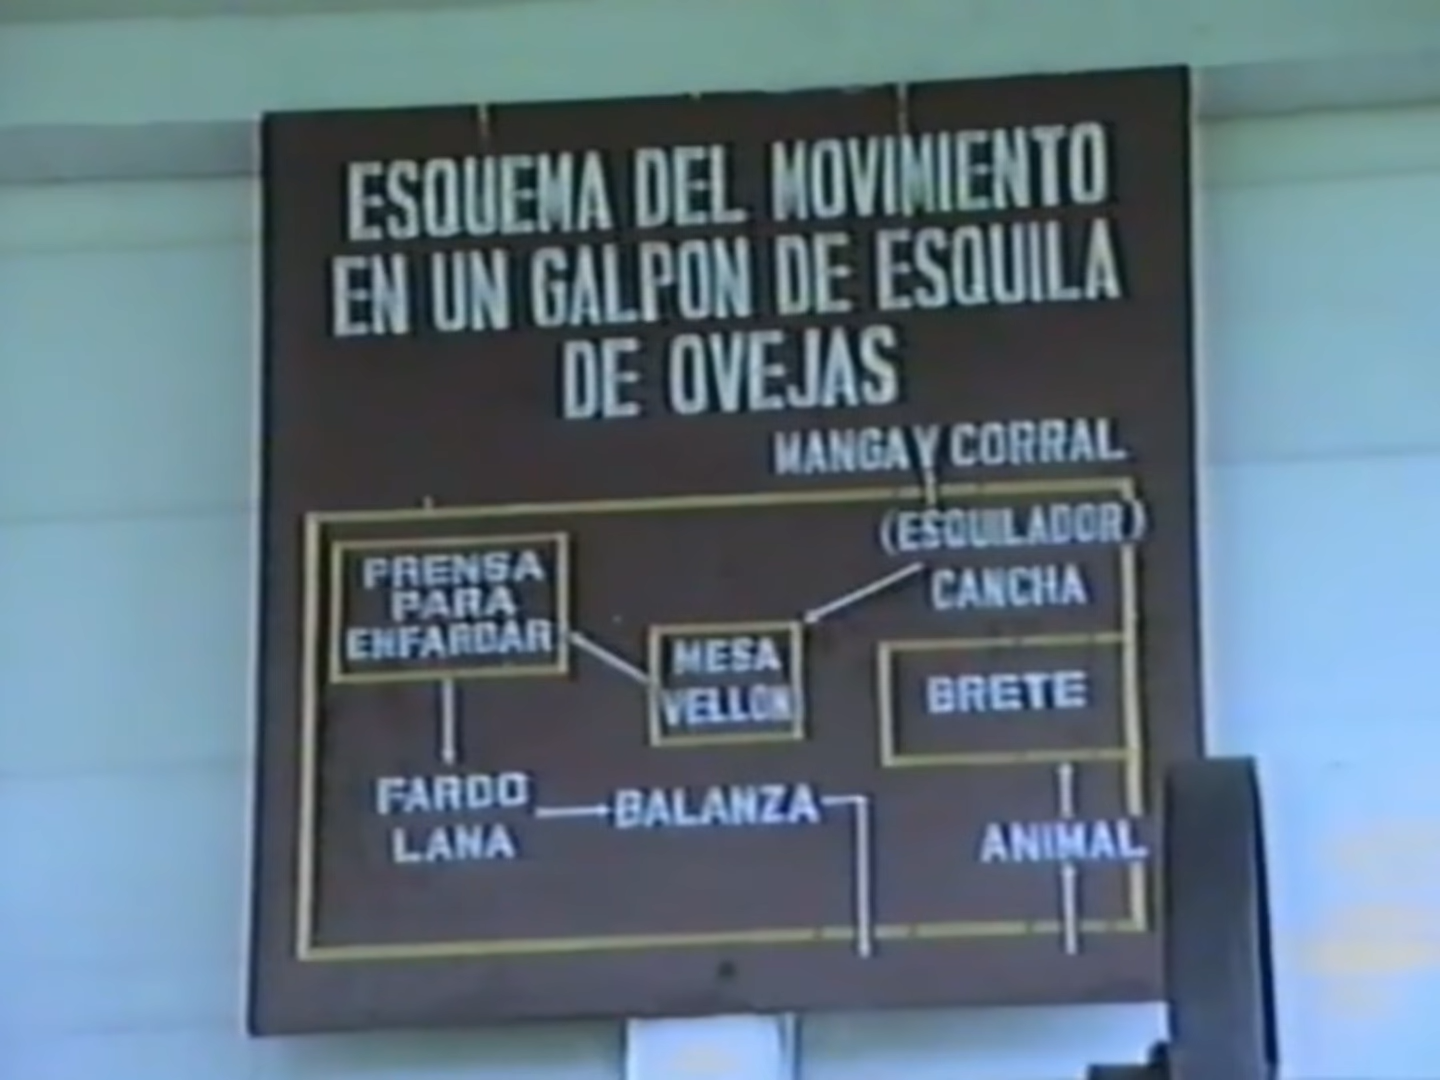 ESQUEMA DEL MOVIMIENTO
EN UN GALPON DE ESQUILA
DE OVEJAS
MANGA Y CORRAL
(ESQUILADOR)
CANCHA
PRENSA
PARA
ENFARDAR
MESA
VELLON
BRETE
FARDO
LANA
BALANZA
ANIMAL